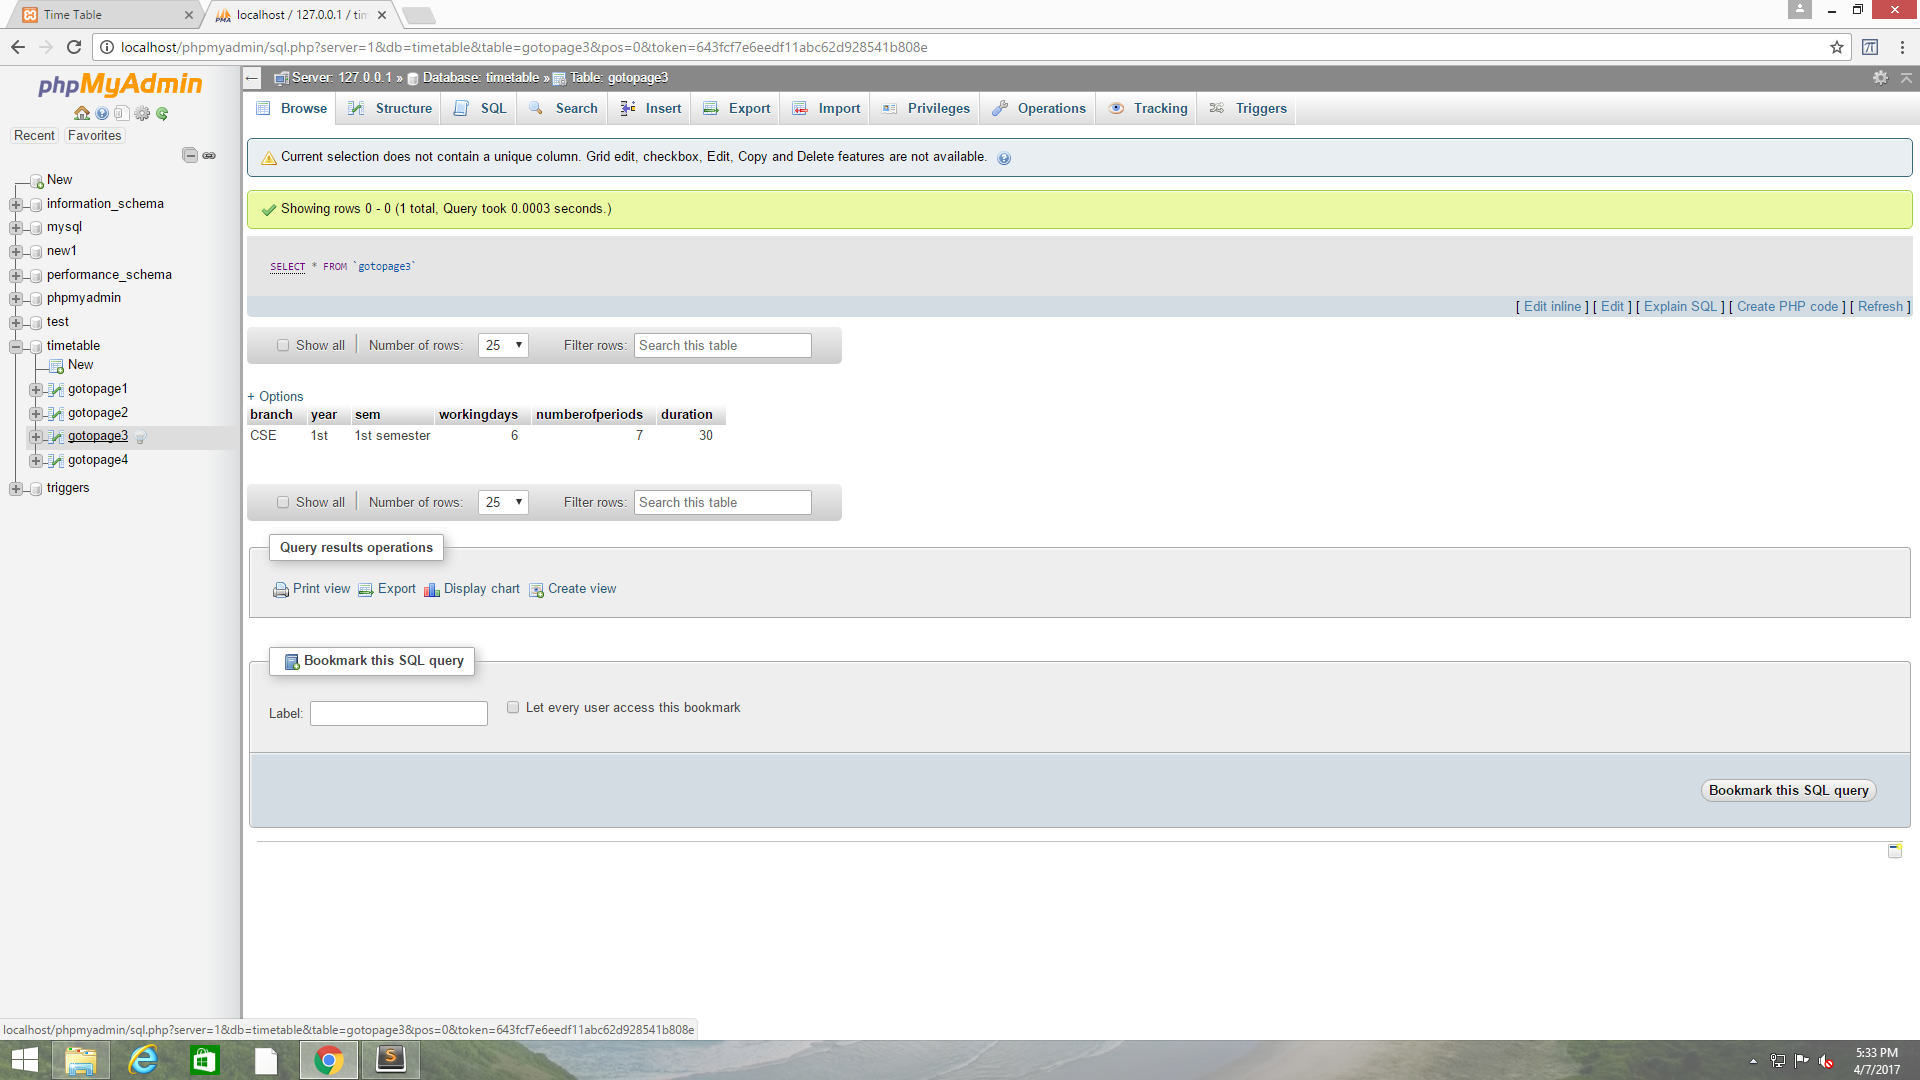 Time Table
localhost / 127.0.0.1 / tim
localhost/phpmyadmin/sql.php?server=1&db=timetable&table=gotopage3&pos=0&token=643fcf7e6eedf11abc62d928541b808e
phpMyAdmin
Recent Favorites
New
information_schema
mysql
new1
performance_schema
phpmyadmin
test
timetable
New
gotopage1
gotopage2
gotopage3
gotopage4
triggers
Server: 127.0.0.1 » Database: timetable » Table: gotopage3
Browse Structure SQL Search Insert Export Import Privileges Operations Tracking Triggers
Current selection does not contain a unique column. Grid edit, checkbox, Edit, Copy and Delete features are not available.
Showing rows 0 - 0 (1 total, Query took 0.0003 seconds.)
SELECT * FROM `gotopage3`
[ Edit inline ] [ Edit ] [ Explain SQL ] [ Create PHP code ] [ Refresh ]
Show all | Number of rows: 25 Filter rows: Search this table
+ Options
branch year sem workingdays numberofperiods duration
CSE 1st 1st semester 6 7 30
Show all | Number of rows: 25 Filter rows: Search this table
Query results operations
Print view Export Display chart Create view
Bookmark this SQL query
Label: Let every user access this bookmark
Bookmark this SQL query
localhost/phpmyadmin/sql.php?server=1&db=timetable&table=gotopage3&pos=0&token=643fcf7e6eedf11abc62d928541b808e
5:33 PM
4/7/2017